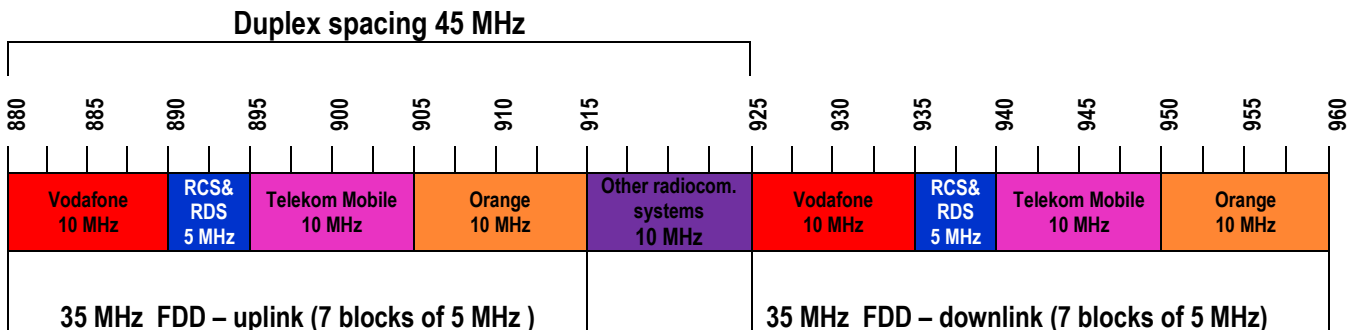 Duplex spacing 45 MHz
880 885 890 895 900 905 910 915 925 930 935 940 945 950 955 960
Vodafone
10 MHz
RCS&
RDS
5 MHz
Telekom Mobile
10 MHz
Orange
10 MHz
Other radiocom.
systems
10 MHz
Vodafone
10 MHz
RCS&
RDS
5 MHz
Telekom Mobile
10 MHz
Orange
10 MHz
35 MHz FDD – uplink (7 blocks of 5 MHz )
35 MHz FDD – downlink (7 blocks of 5 MHz)